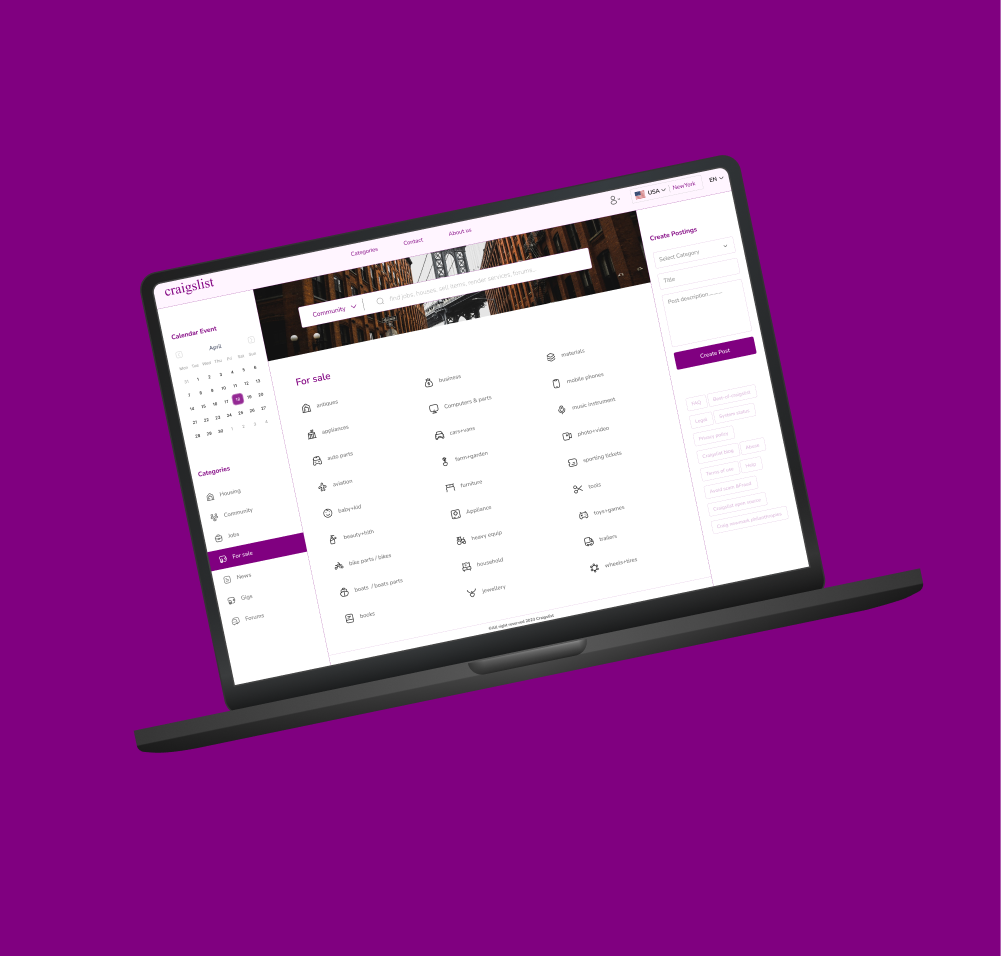 craigslist
Categories
Contact
About us
USA
NewYork
EN
Community
find jobs, houses, sell items, render services, forums...
Calendar Event
April
Mon Tue Wed Thu Fri Sat Sun
31 1 2 3 4 5 6
7 8 9 10 11 12 13
14 15 16 17 18 19 20
21 22 23 24 25 26 27
28 29 30 1 2 3 4
Categories
Housing
Community
Jobs
For sale
News
Gigs
Forums
For sale
antiques
appliances
auto parts
aviation
baby+kid
beauty+hlth
bike parts / bikes
boats / boats parts
books
business
Computers & parts
cars+vans
farm+garden
furniture
Appliance
heavy equip
household
jewellery
materials
mobile phones
music instrument
photo+video
sporting tickets
tools
toys+games
trailers
wheels+tires
Create Postings
Select Category
Title
Post description..........
Create Post
FAQ
Best of craigslist
Login
System status
Privacy policy
Craigslist blog
About
Terms of use
Help
Avoid scam & fraud
Craigslist open source
Craig newmark philanthropies
right reserved 2022 Craigslist